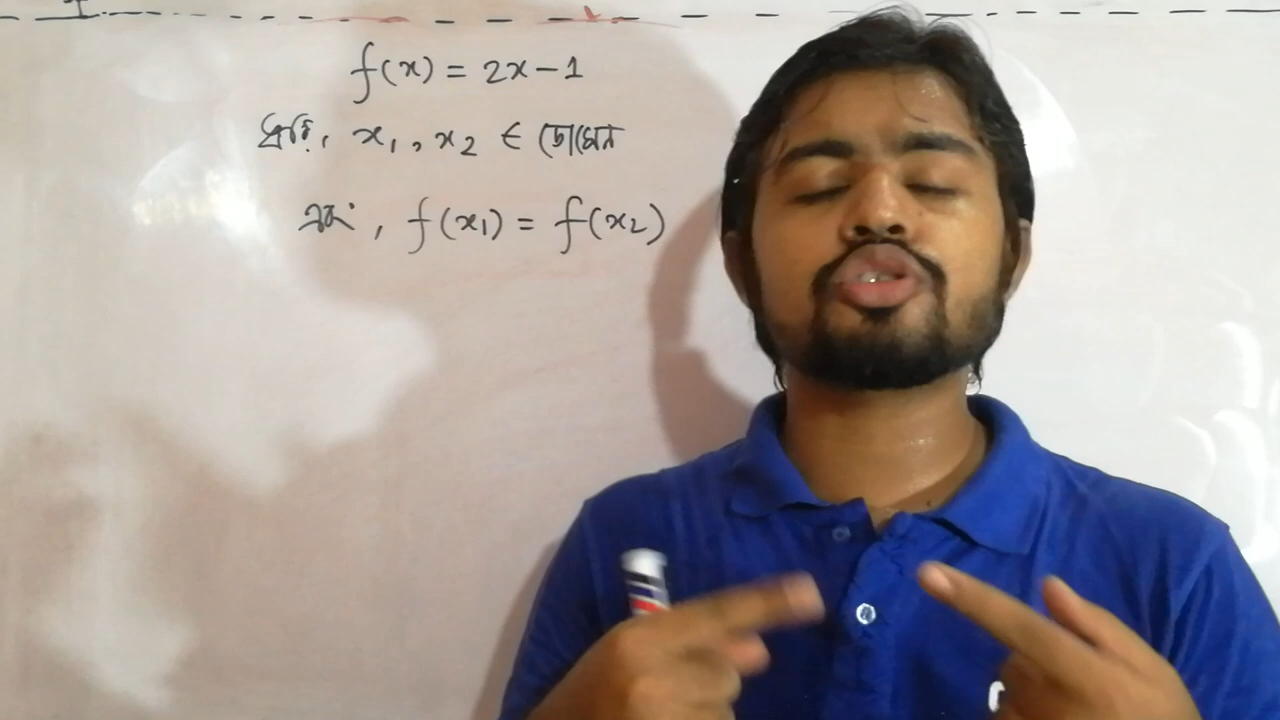 f(x) = 2x - 1
ধরি, x₁, x₂ ∈ ডোমেন
এবং, f(x₁) = f(x₂)